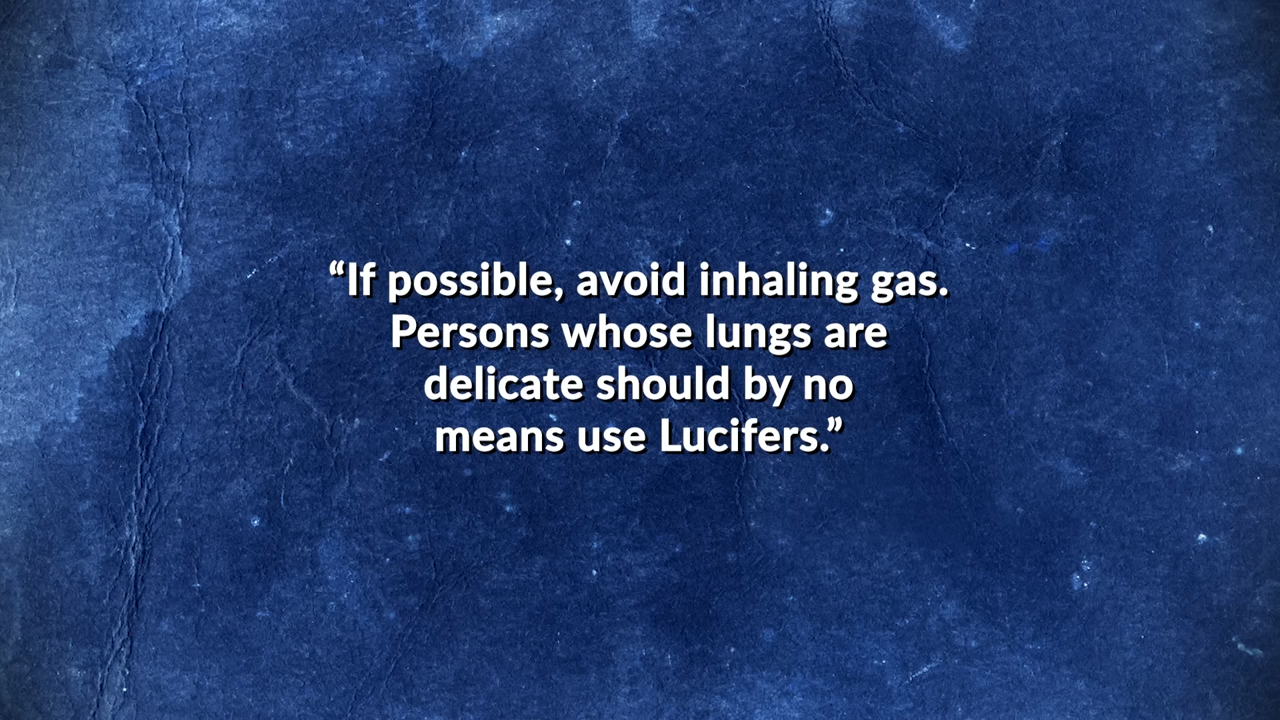 “If possible, avoid inhaling gas.
Persons whose lungs are
delicate should by no
means use Lucifers.”